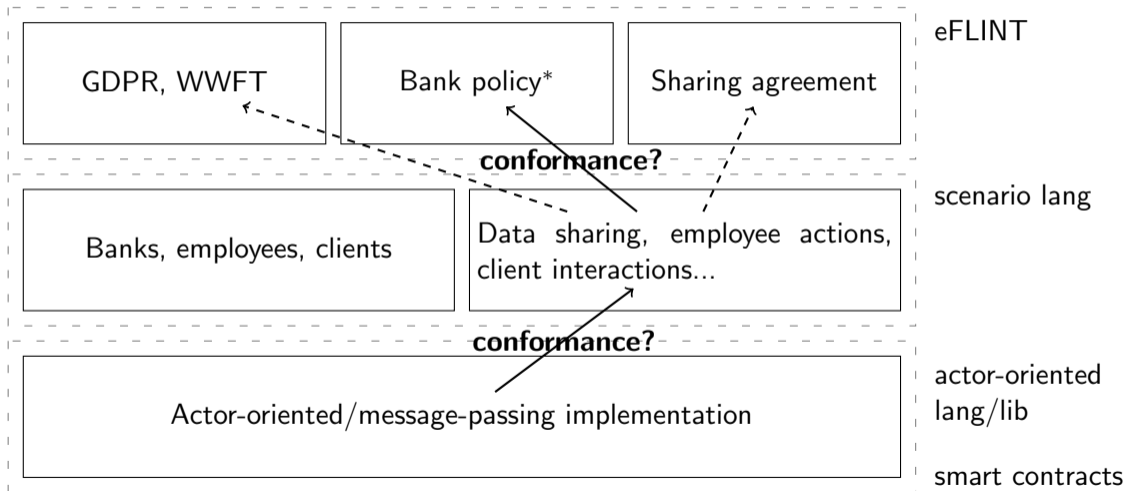 GDPR, WWFT
Bank policy*
Sharing agreement
eFLINT
conformance?
Banks, employees, clients
Data sharing, employee actions,
client interactions...
scenario lang
conformance?
Actor-oriented/message-passing implementation
actor-oriented
lang/lib
smart contracts